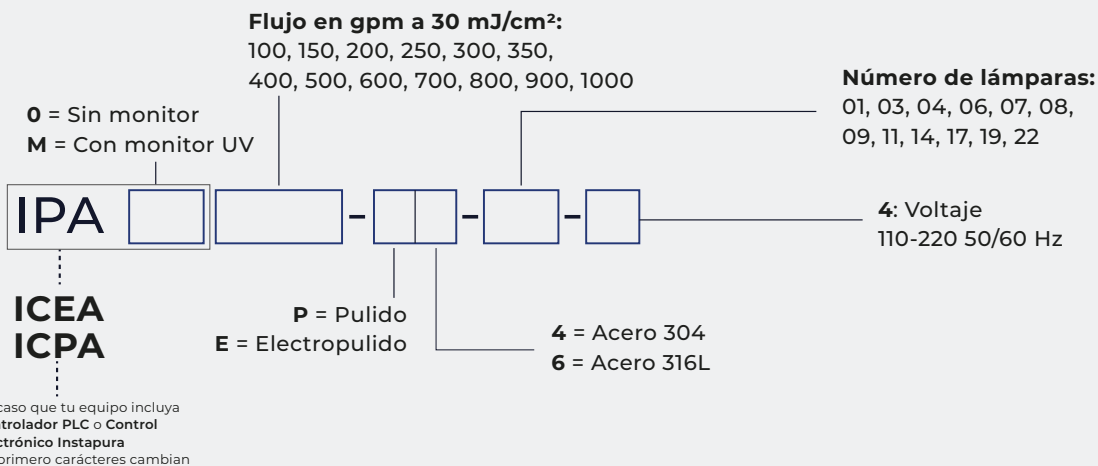 Flujo en gpm a 30 mJ/cm²:
100, 150, 200, 250, 300, 350,
400, 500, 600, 700, 800, 900, 1000
Número de lámparas:
01, 03, 04, 06, 07, 08,
09, 11, 14, 17, 19, 22
0 = Sin monitor
M = Con monitor UV
IPA - - -
4: Voltaje
110-220 50/60 Hz
ICEA
ICPA
P = Pulido
E = Electropulido
4 = Acero 304
6 = Acero 316L
caso que tu equipo incluya
trolador PLC o Control
ctrónico Instapura
primero carácteres cambian